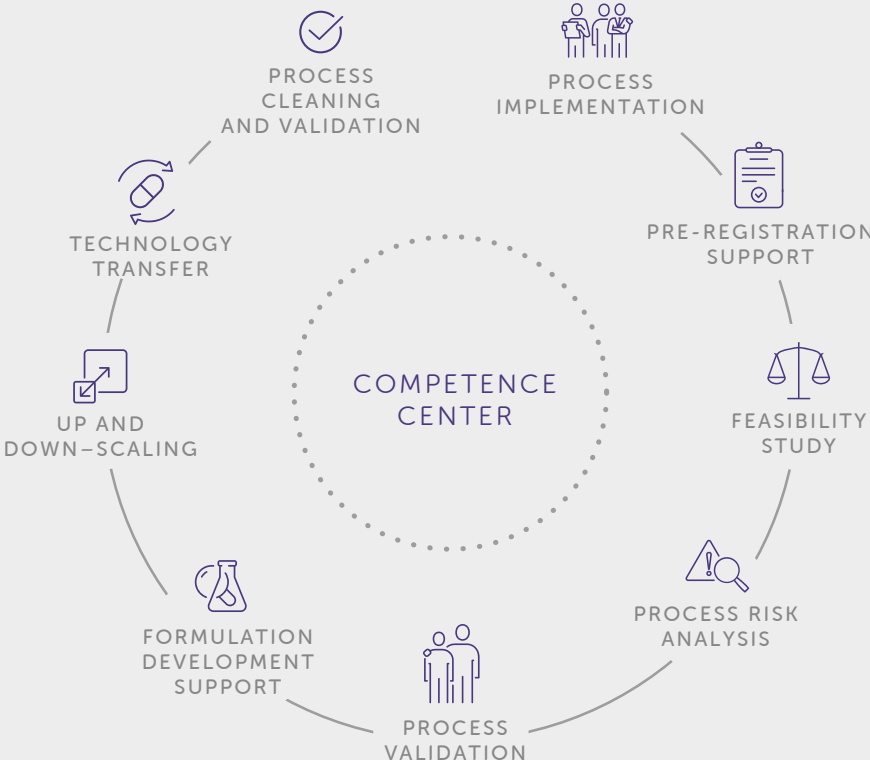 PROCESS
CLEANING
AND VALIDATION
PROCESS
IMPLEMENTATION
PRE-REGISTRATION
SUPPORT
TECHNOLOGY
TRANSFER
COMPETENCE
CENTER
UP AND
DOWN–SCALING
FEASIBILITY
STUDY
PROCESS RISK
ANALYSIS
FORMULATION
DEVELOPMENT
SUPPORT
PROCESS
VALIDATION